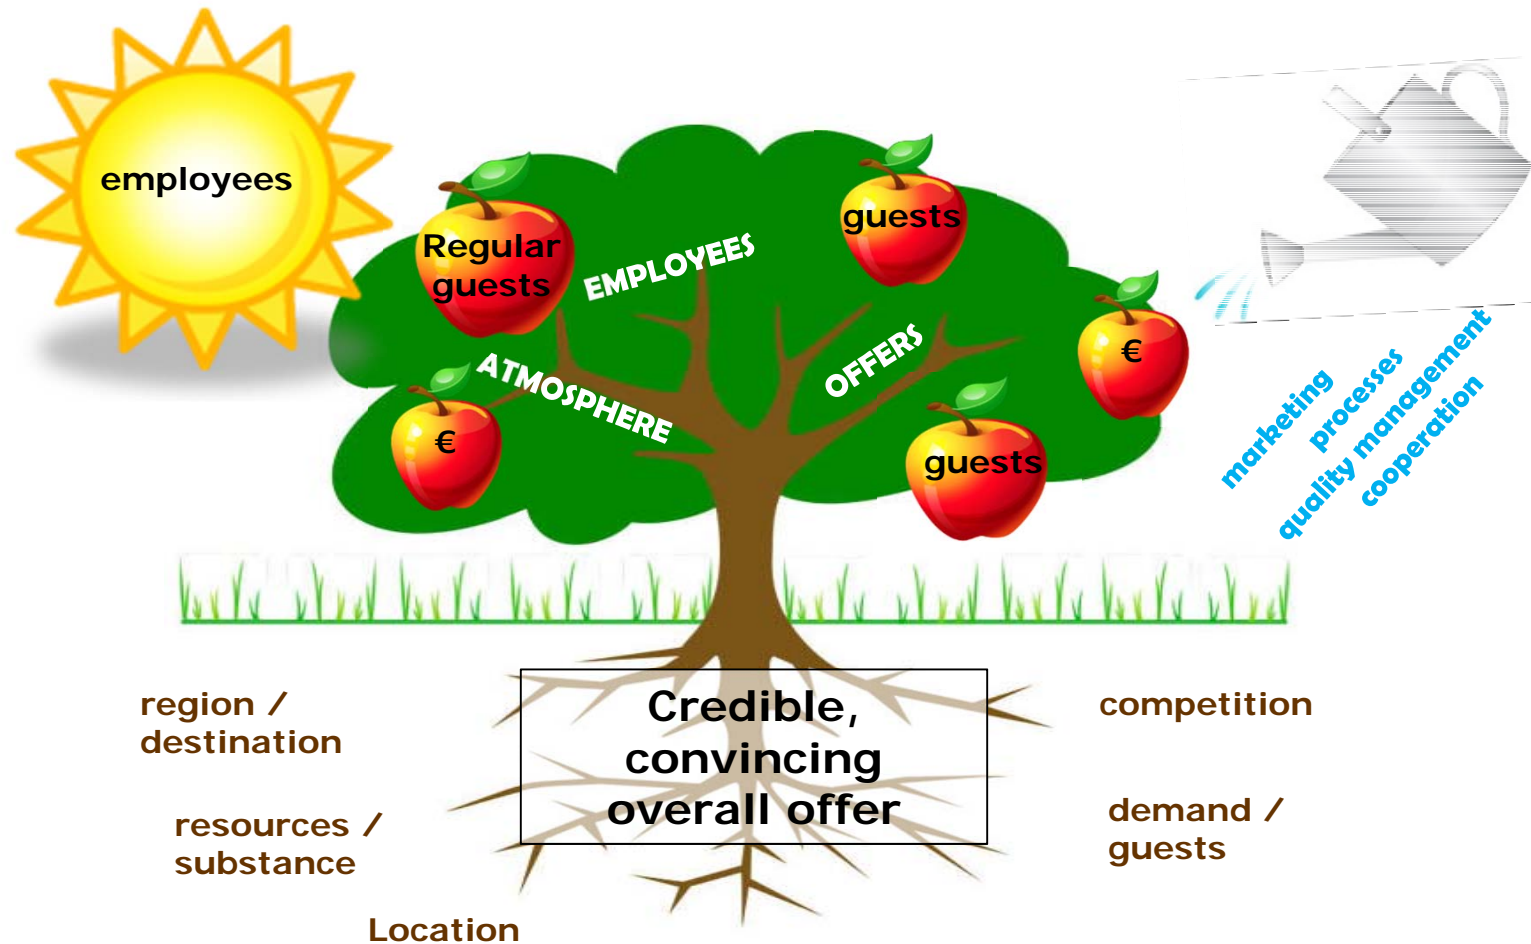 employees
Regular
guests
EMPLOYEES
guests
€
ATMOSPHERE
OFFERS
€
guests
marketing
processes
quality management
cooperation
region /
destination
resources /
substance
Location
Credible,
convincing
overall offer
competition
demand /
guests